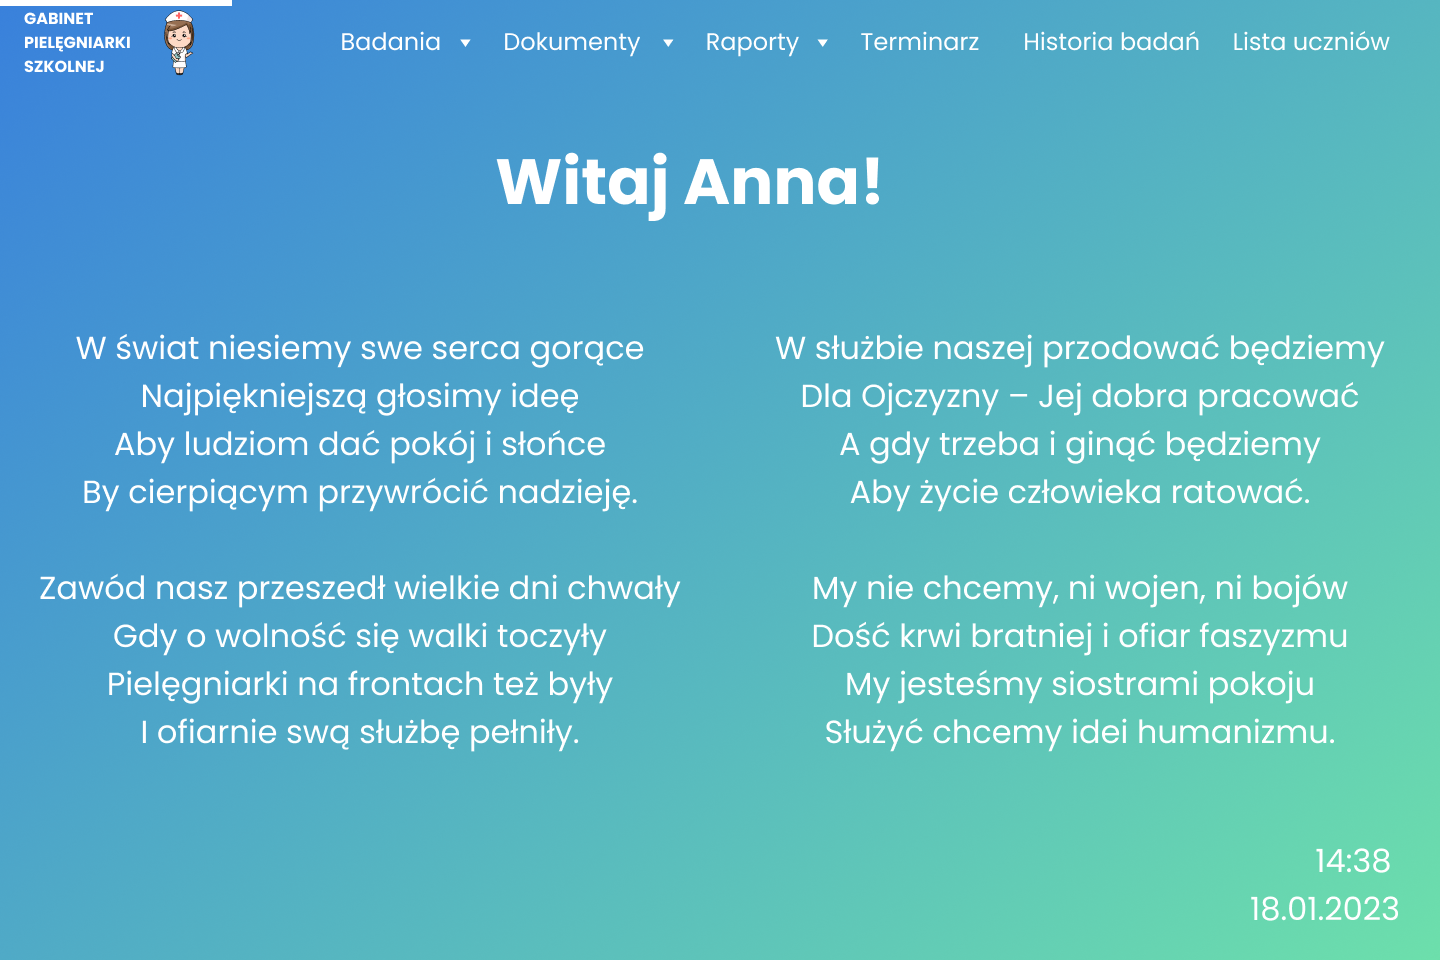 GABINET
PIELĘGNIARKI
SZKOLNEJ
Badania
Dokumenty
Raporty
Terminarz
Historia badań
Lista uczniów
Witaj Anna!
W świat niesiemy swe serca gorące
Najpiękniejszą głosimy ideę
Aby ludziom dać pokój i słońce
By cierpiącym przywrócić nadzieję.
Zawód nasz przeszedł wielkie dni chwały
Gdy o wolność się walki toczyły
Pielęgniarki na frontach też były
I ofiarnie swą służbę pełniły.
W służbie naszej przodować będziemy
Dla Ojczyzny – Jej dobra pracować
A gdy trzeba i ginąć będziemy
Aby życie człowieka ratować.
My nie chcemy, ni wojen, ni bojów
Dość krwi bratniej i ofiar faszyzmu
My jesteśmy siostrami pokoju
Służyć chcemy idei humanizmu.
14:38
18.01.2023